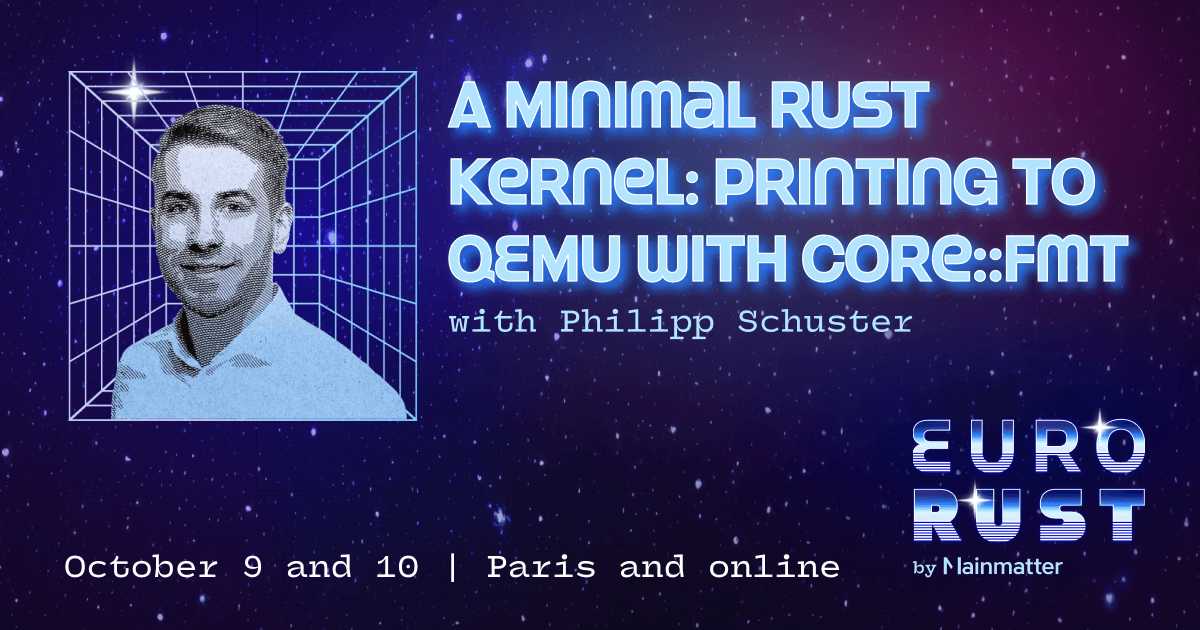 A MINIMAL RUST
KERNEL: PRINTING TO
QEMU WITH CORE::FMT
with Philipp Schuster
EURO
RUST
by Mainmatter
October 9 and 10 | Paris and online